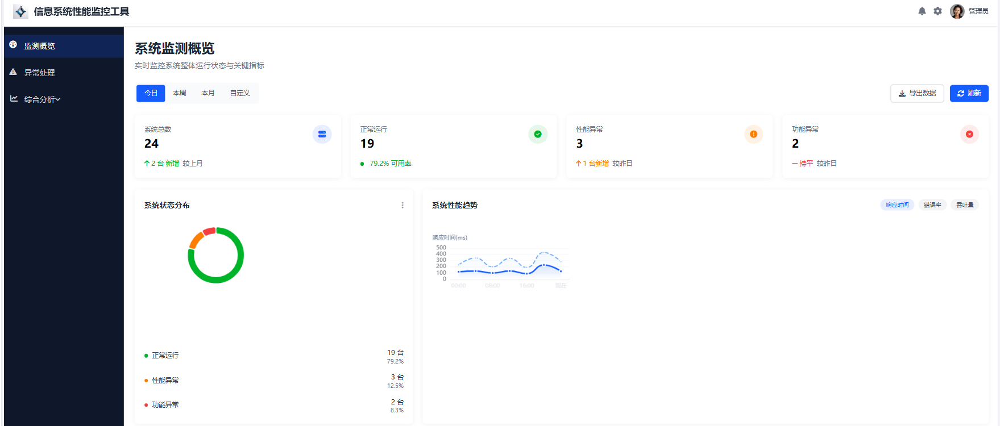 信息系统性能监控工具
管理员
监测概览
异常处理
综合分析
系统监测概览
实时监控系统整体运行状态与关键指标
今日 本周 本月 自定义
导出数据 刷新
系统总数
24
2 台 新增 较上月
正常运行
19
79.2% 可用率
性能异常
3
1 台新增 较昨日
功能异常
2
持平 较昨日
系统状态分布
正常运行 19 台
79.2%
性能异常 3 台
12.5%
功能异常 2 台
8.3%
系统性能趋势
响应时间 错误率 吞吐量
响应时间(ms)
500
400
300
200
100
0
00:00 08:00 16:00 现在